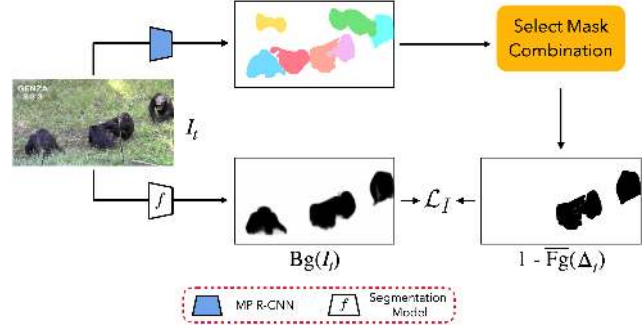 Select Mask
Combination
GENZA
I_t
f
ℒ_I
Bg(I_t)
1 - F̅g̅(Δ_t)
MP R-CNN
f
Segmentation
Model